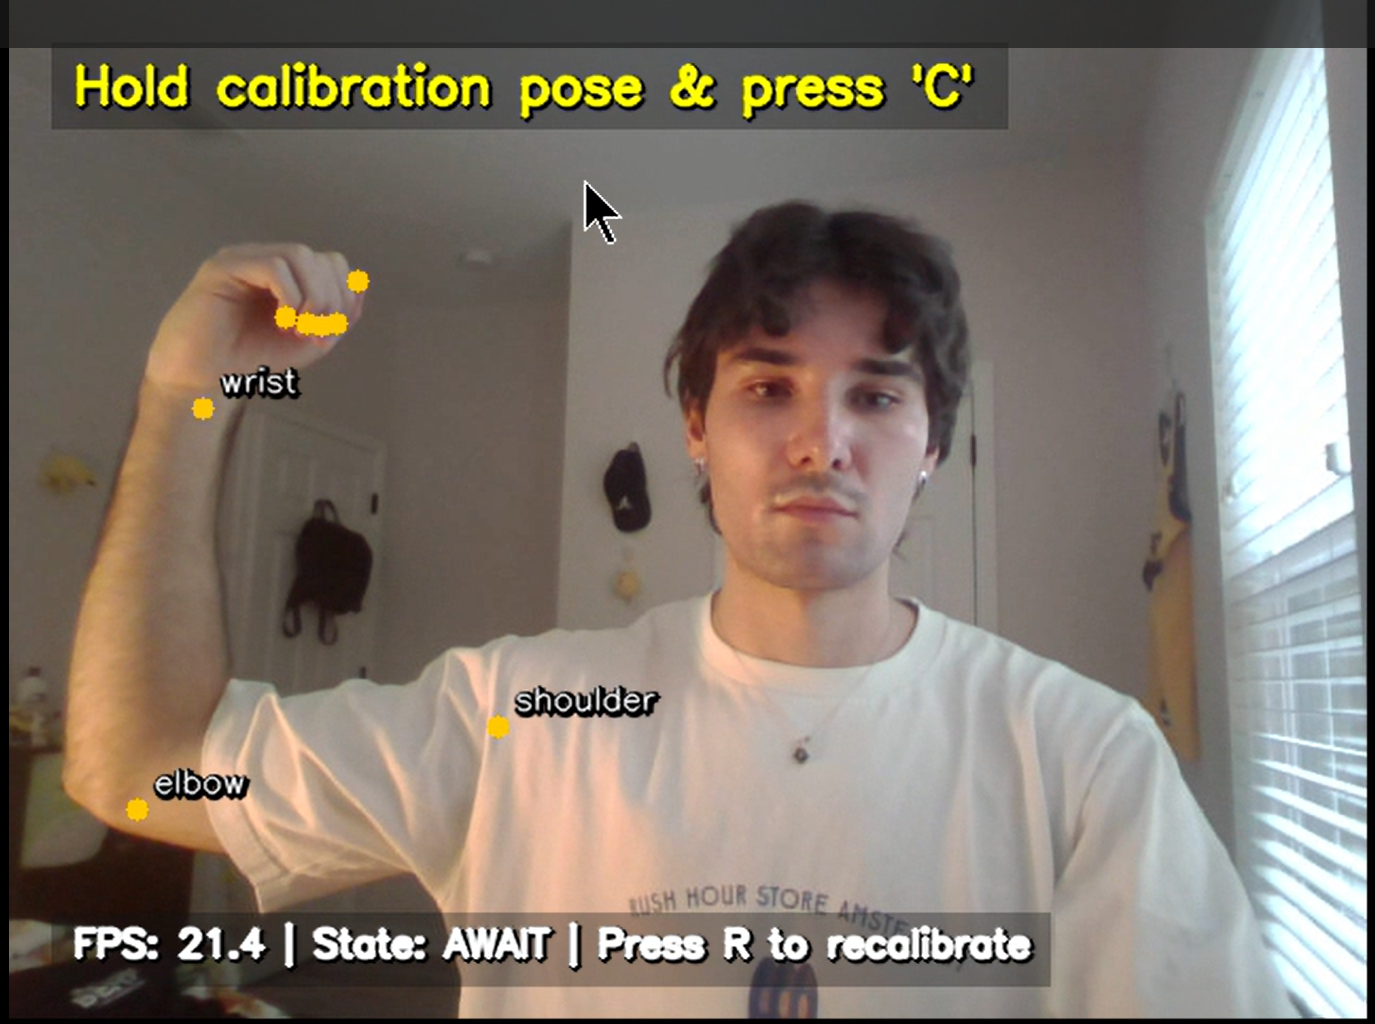 Hold calibration pose & press 'C'
wrist
shoulder
elbow
RUSH HOUR STORE AMSTE
FPS: 21.4 | State: AWAIT | Press R to recalibrate